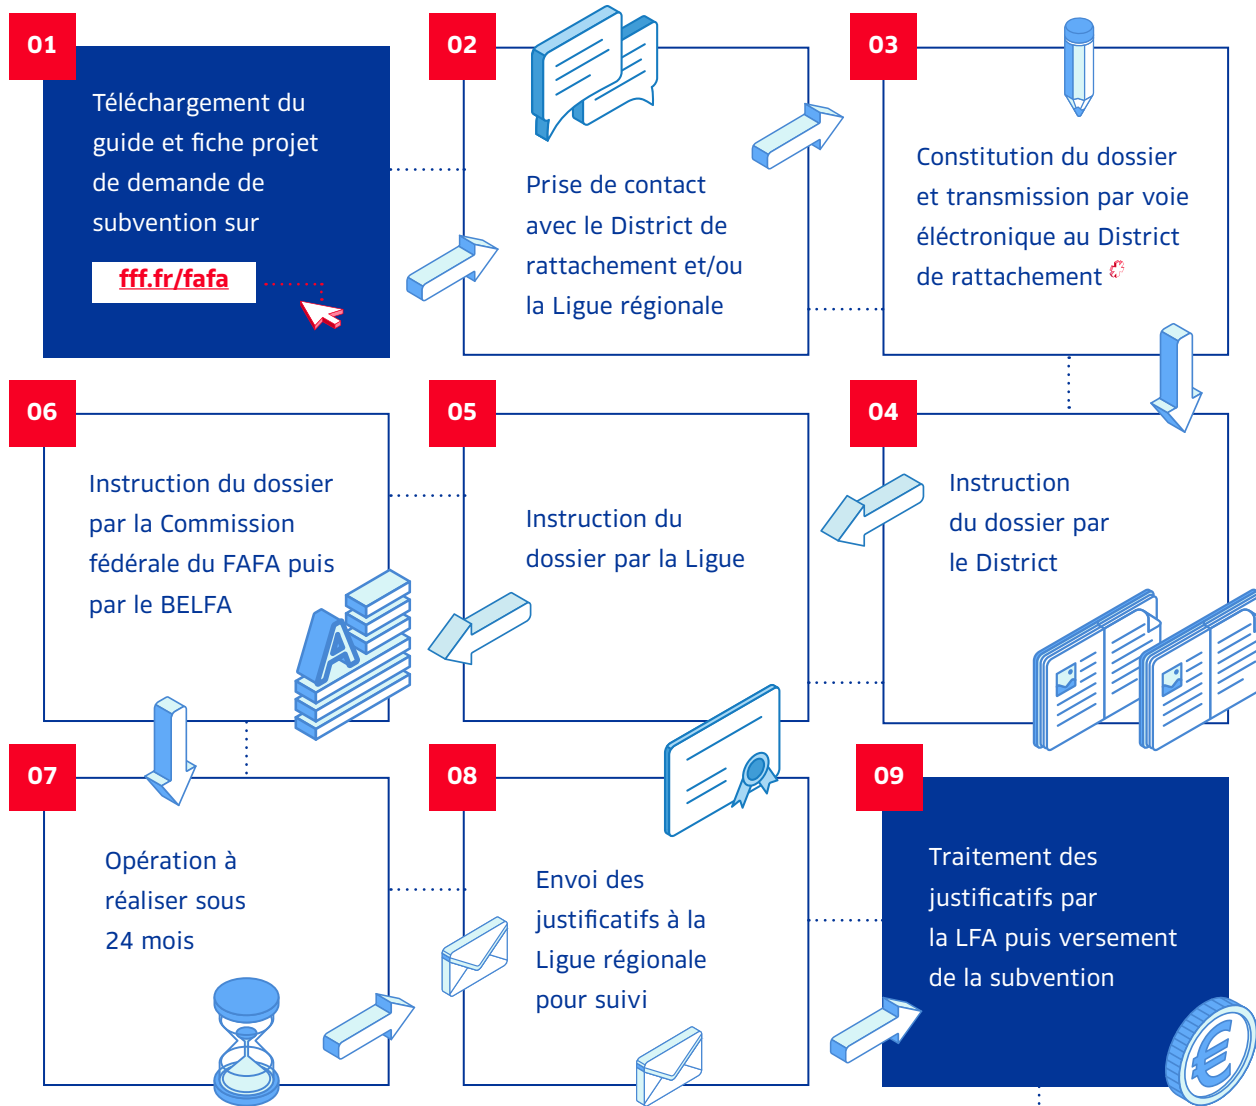 01
Téléchargement du
guide et fiche projet
de demande de
subvention sur
fff.fr/fafa
02
Prise de contact
avec le District de
rattachement et/ou
la Ligue régionale
03
Constitution du dossier
et transmission par voie
éléctronique au District
de rattachement
04
Instruction
du dossier par
le District
05
Instruction du
dossier par la Ligue
06
Instruction du dossier
par la Commission
fédérale du FAFA puis
par le BELFA
A
07
Opération à
réaliser sous
24 mois
08
Envoi des
justificatifs à la
Ligue régionale
pour suivi
09
Traitement des
justificatifs par
la LFA puis versement
de la subvention
€